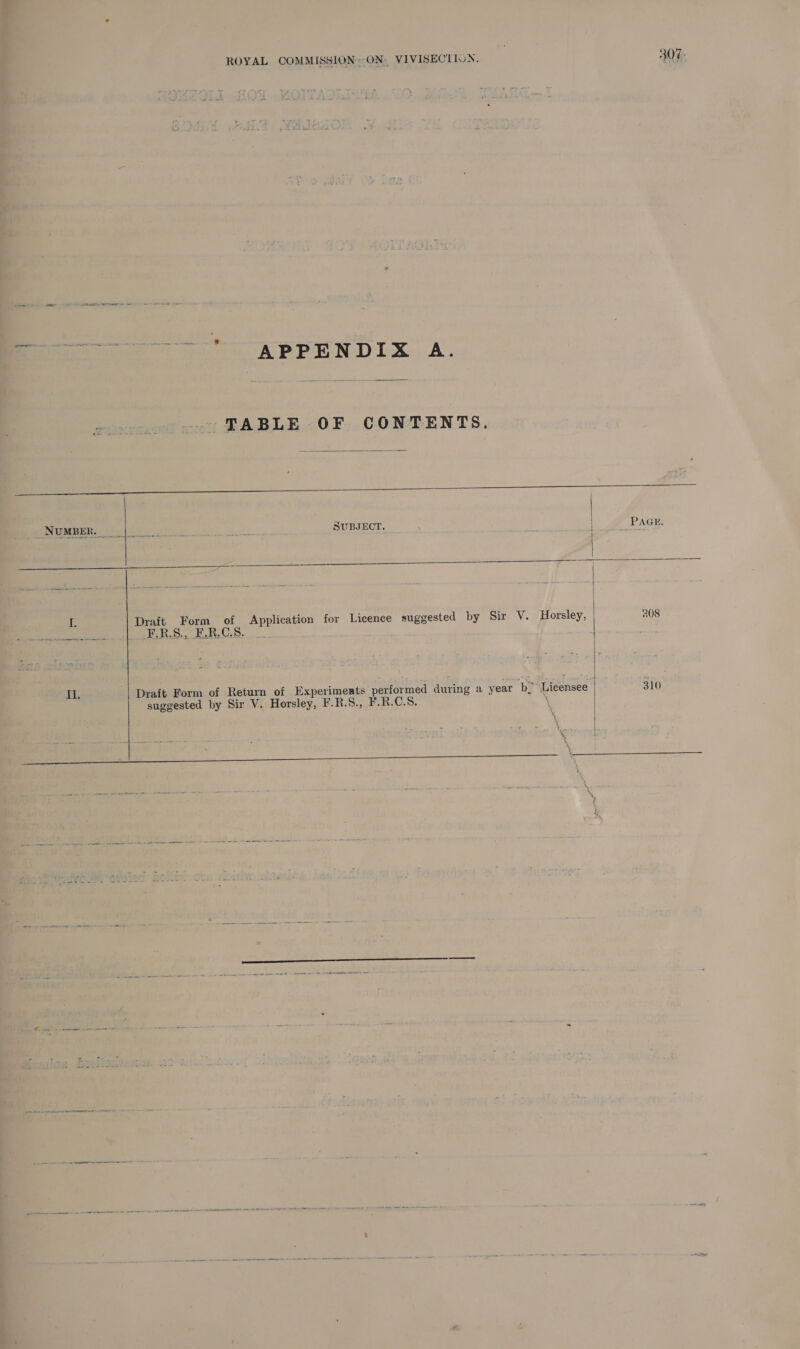 ROYAL COMMISSION ON VIVISECTION. 307
APPENDIX A.
TABLE OF CONTENTS.
NUMBER. SUBJECT. PAGE.
I. Draft Form of Application for Licence suggested by Sir V. Horsley, 308
F.R.S., F.R.C.S.
II. Draft Form of Return of Experiments performed during a year by Licensee 310
suggested by Sir V. Horsley, F.R.S., F.R.C.S.